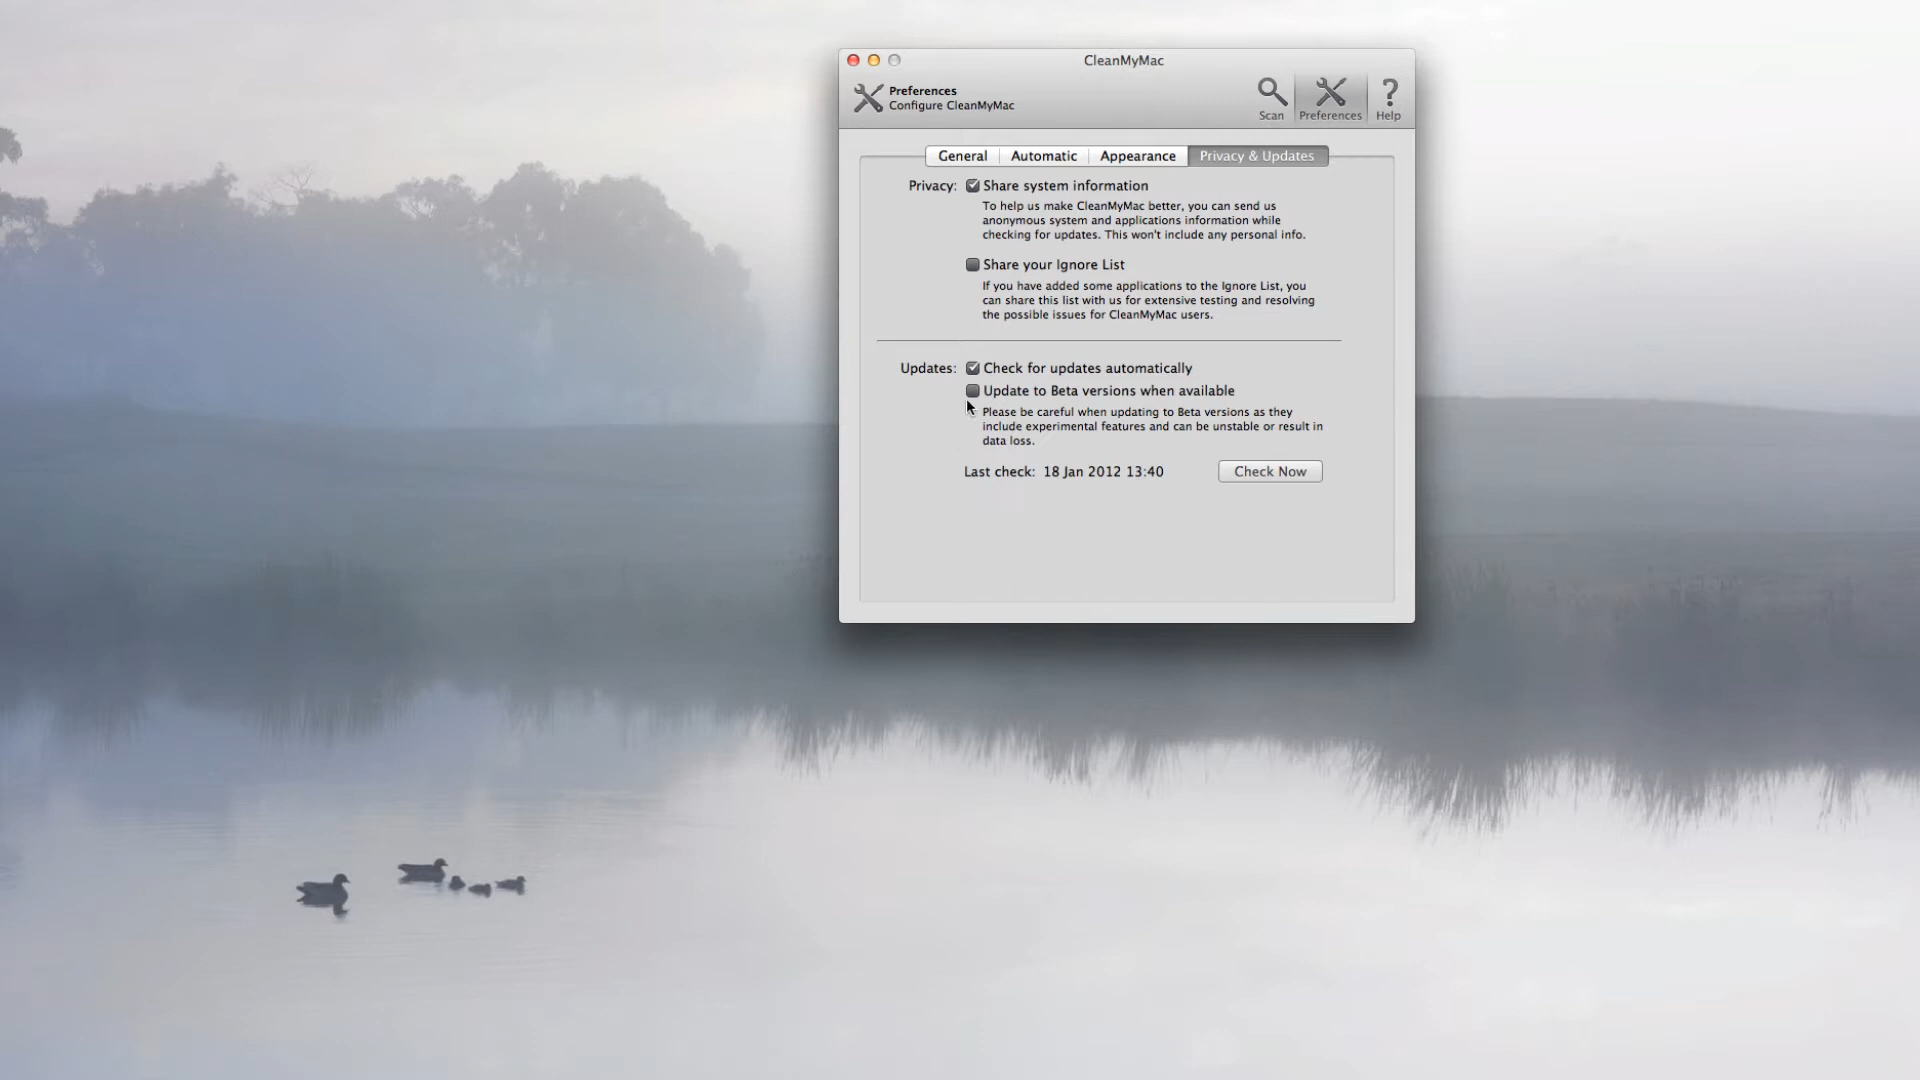 CleanMyMac
Preferences
Configure CleanMyMac
Scan
Preferences
Help
General
Automatic
Appearance
Privacy & Updates
Privacy: Share system information
To help us make CleanMyMac better, you can send us
anonymous system and applications information while
checking for updates. This won't include any personal info.
Share your Ignore List
If you have added some applications to the Ignore List, you
can share this list with us for extensive testing and resolving
the possible issues for CleanMyMac users.
Updates: Check for updates automatically
Update to Beta versions when available
Please be careful when updating to Beta versions as they
include experimental features and can be unstable or result in
data loss.
Last check: 18 Jan 2012 13:40
Check Now